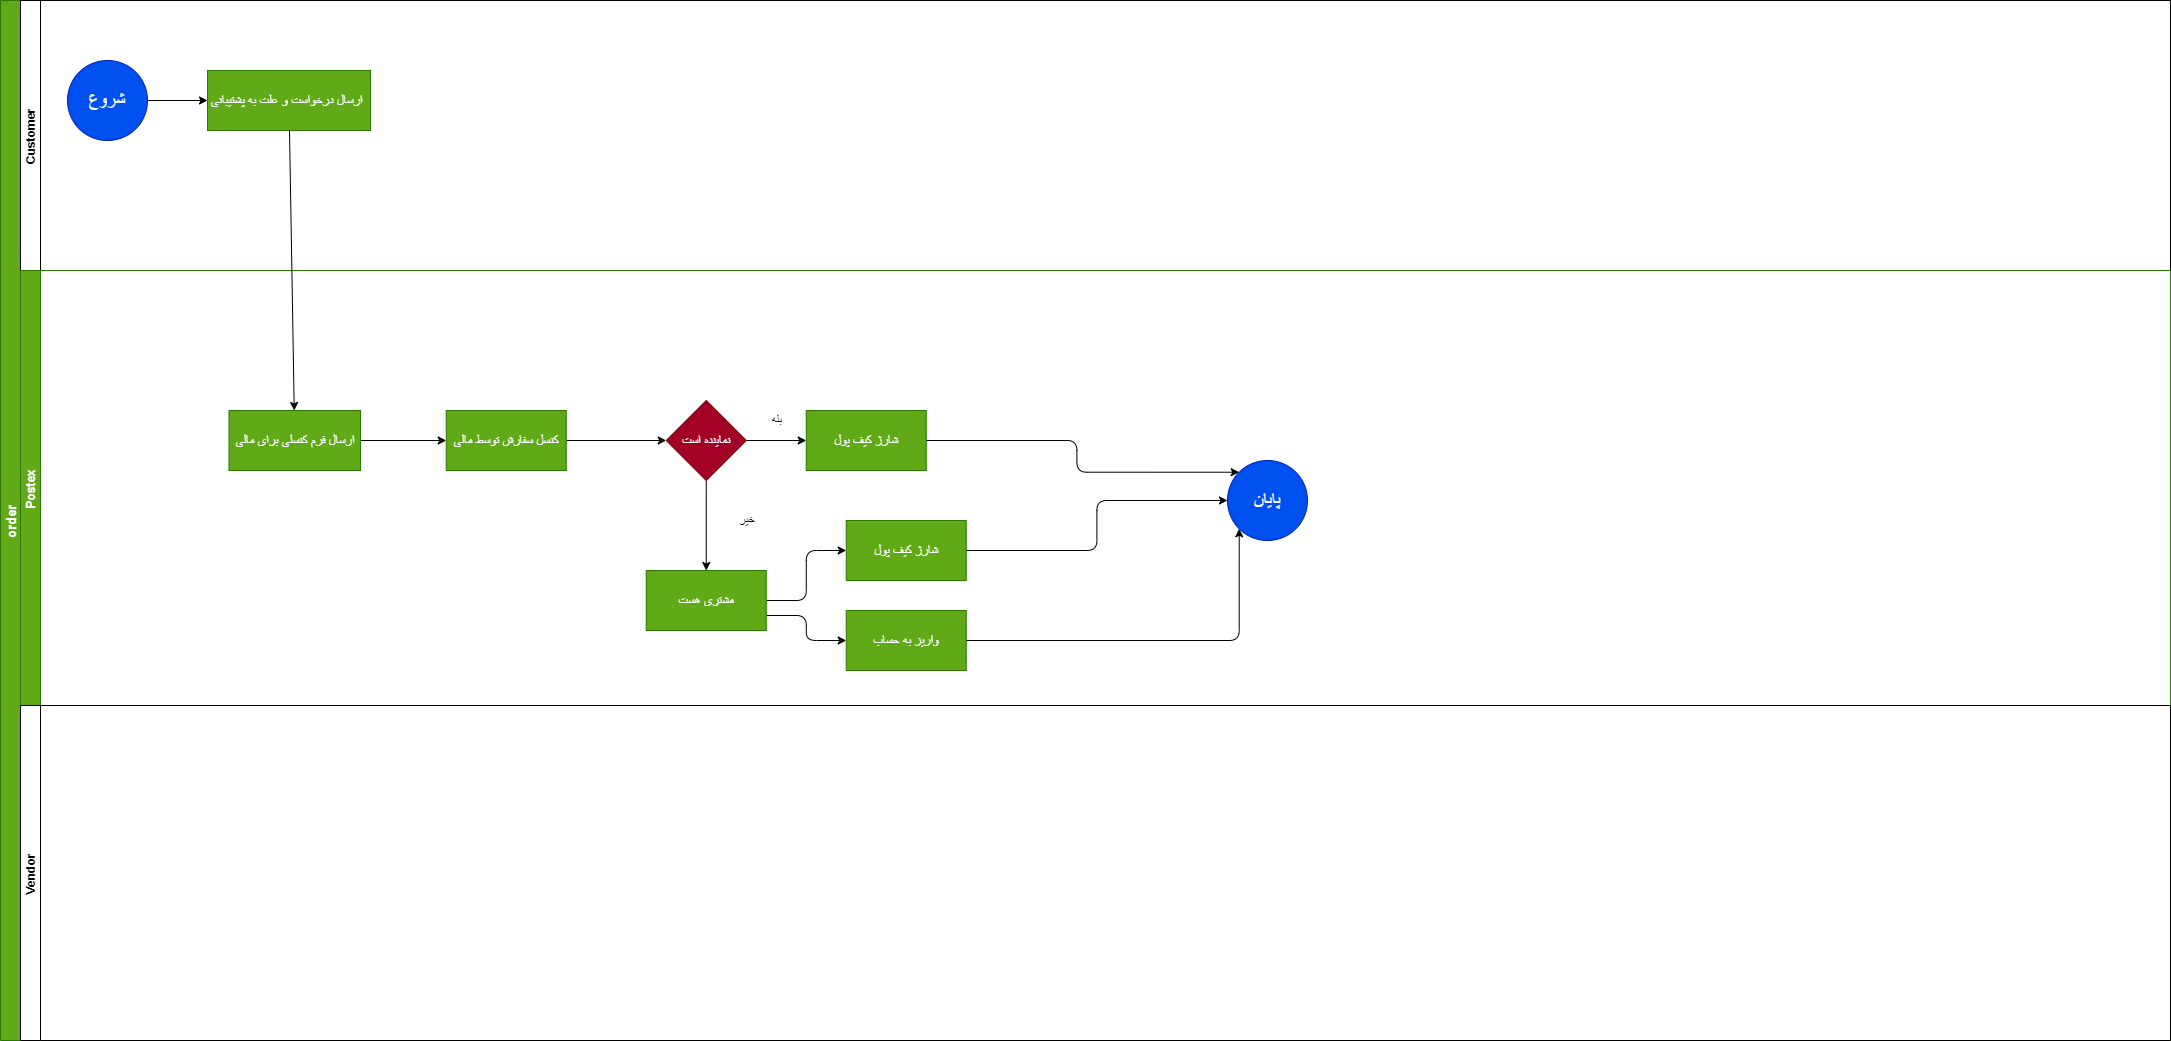 order
Customer
شروع
ارسال درخواست و علت به پشتیبانی
Postex
ارسال فرم کنسلی برای مالی
کنسل سفارش توسط مالی
نماینده است
بله
شارژ کیف پول
خیر
مشتری هست
شارژ کیف پول
واریز به حساب
پایان
Vendor